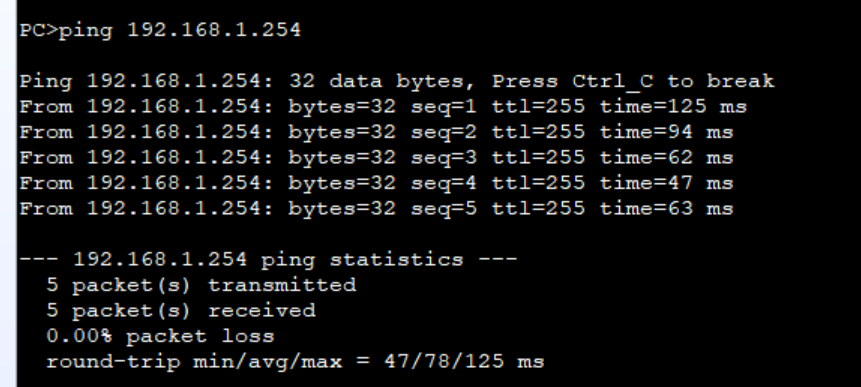 PC>ping 192.168.1.254
Ping 192.168.1.254: 32 data bytes, Press Ctrl_C to break
From 192.168.1.254: bytes=32 seq=1 ttl=255 time=125 ms
From 192.168.1.254: bytes=32 seq=2 ttl=255 time=94 ms
From 192.168.1.254: bytes=32 seq=3 ttl=255 time=62 ms
From 192.168.1.254: bytes=32 seq=4 ttl=255 time=47 ms
From 192.168.1.254: bytes=32 seq=5 ttl=255 time=63 ms
--- 192.168.1.254 ping statistics ---
5 packet(s) transmitted
5 packet(s) received
0.00% packet loss
round-trip min/avg/max = 47/78/125 ms